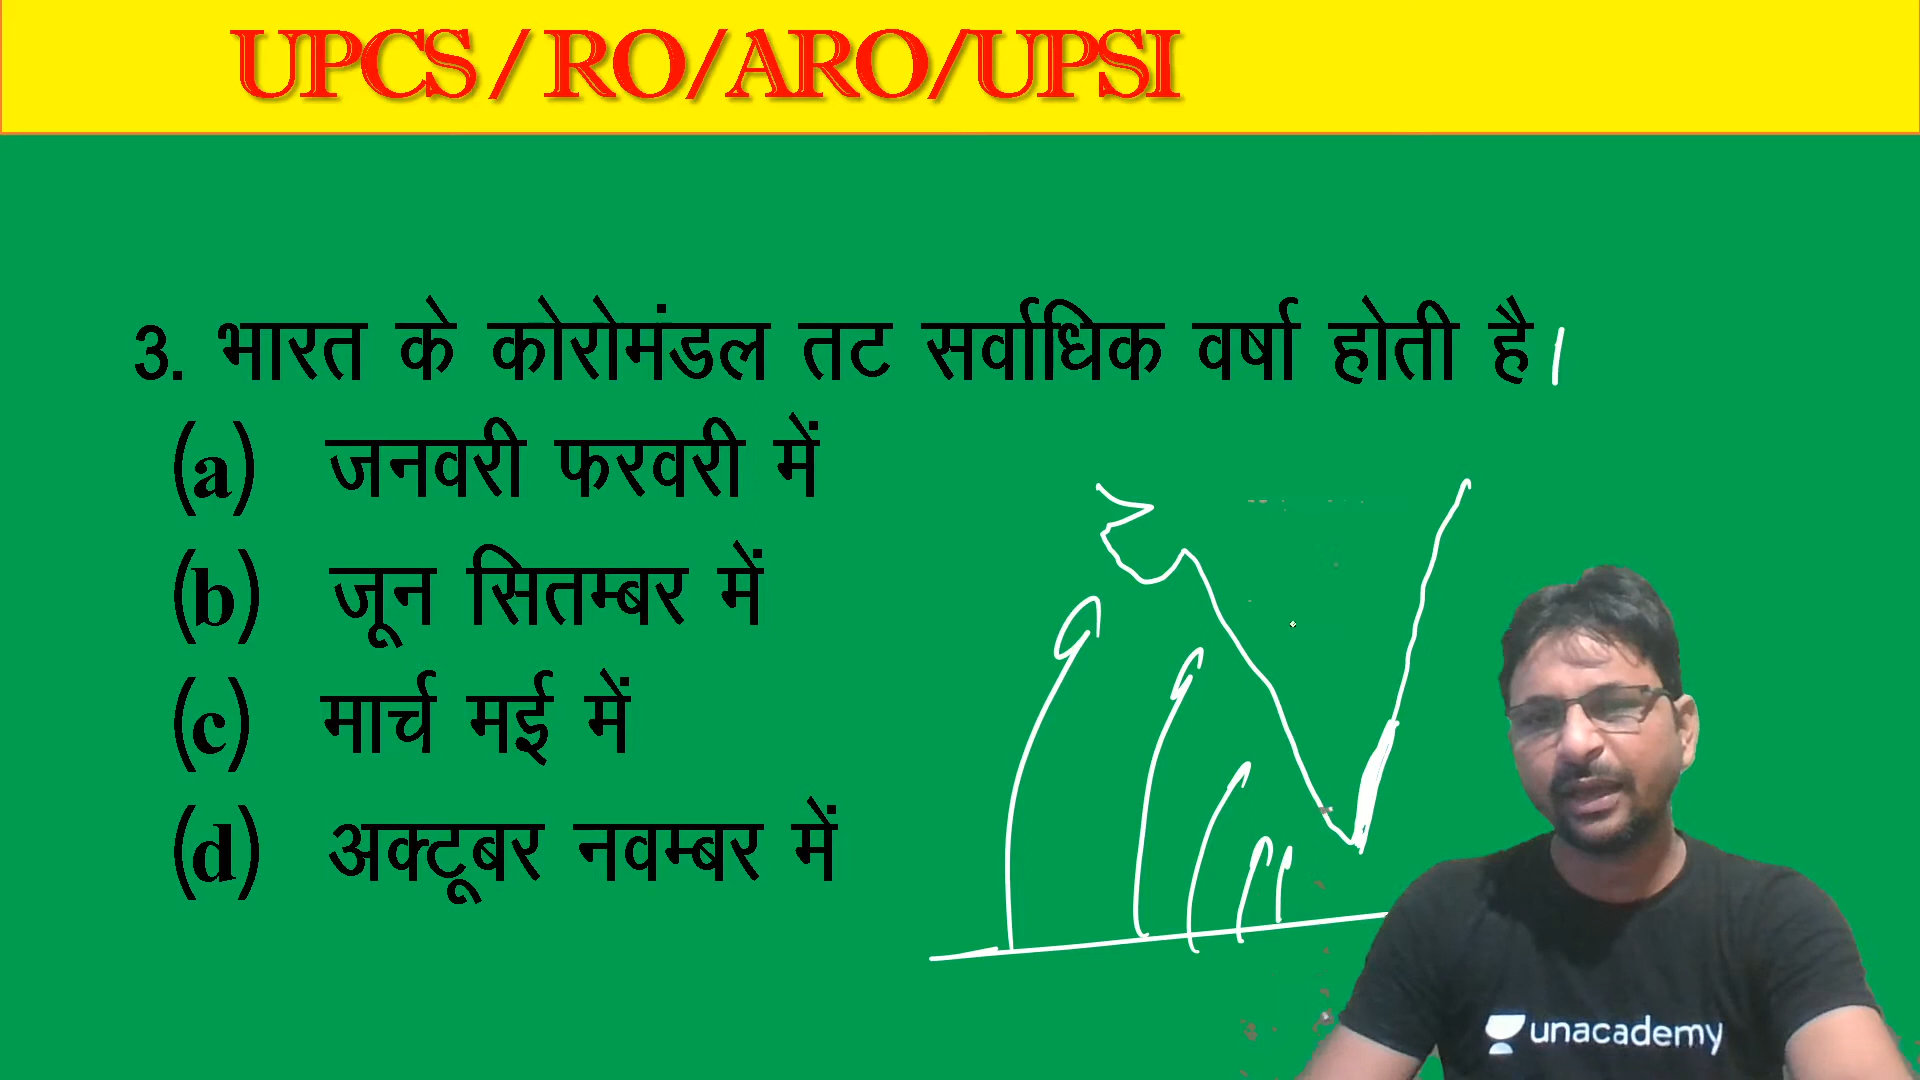 UPCS / RO/ARO/UPSI
3. भारत के कोरोमंडल तट सर्वाधिक वर्षा होती है।
(a) जनवरी फरवरी में
(b) जून सितम्बर में
(c) मार्च मई में
(d) अक्टूबर नवम्बर में
unacademy